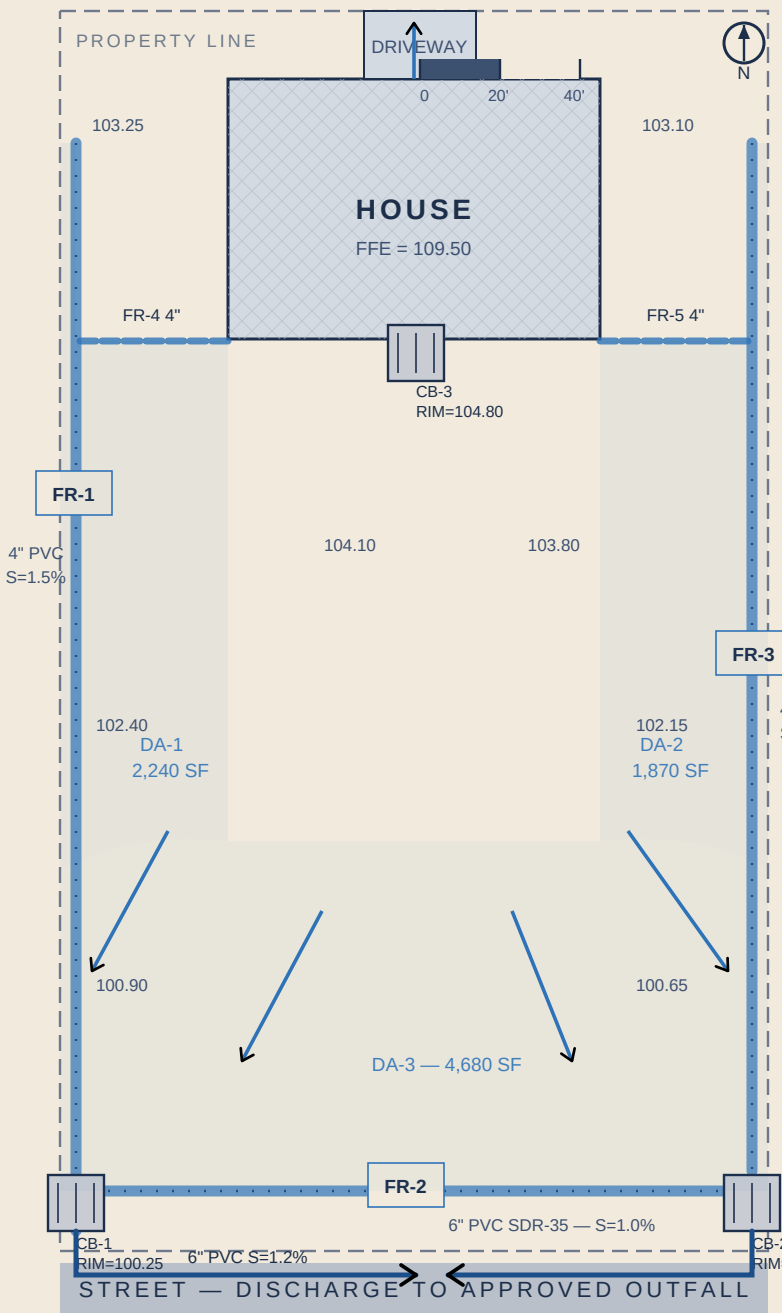 PROPERTY LINE
DRIVEWAY
N
0 20' 40'
103.25
103.10
HOUSE
FFE = 109.50
FR-4 4"
FR-5 4"
CB-3
RIM=104.80
FR-1
4" PVC
S=1.5%
104.10
103.80
FR-3
102.40
102.15
DA-1
2,240 SF
DA-2
1,870 SF
100.90
100.65
DA-3 — 4,680 SF
FR-2
6" PVC SDR-35 — S=1.0%
CB-1
RIM=100.25
6" PVC S=1.2%
STREET — DISCHARGE TO APPROVED OUTFALL